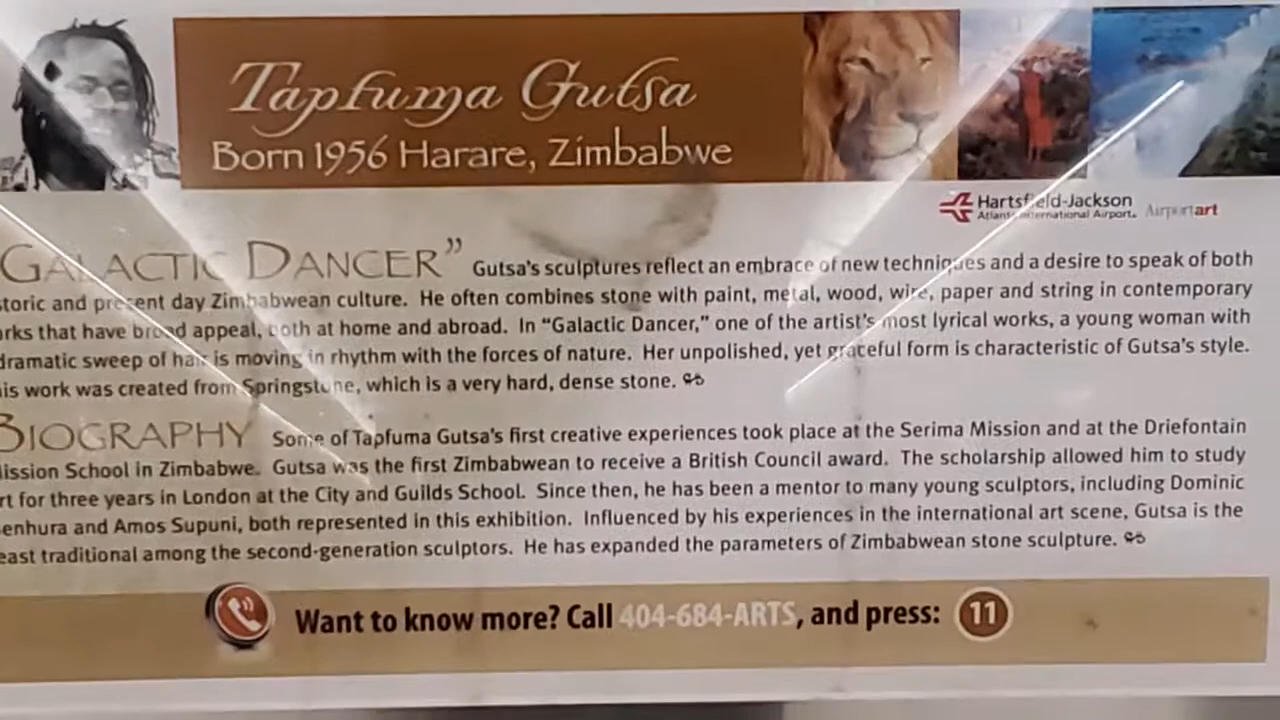 Tapfuma Gutsa
Born 1956 Harare, Zimbabwe
Hartsfield-Jackson
Atlanta International Airport.
Airportart
GALACTIC DANCER” Gutsa's sculptures reflect an embrace of new techniques and a desire to speak of both
storic and present day Zimbabwean culture. He often combines stone with paint, metal, wood, wire, paper and string in contemporary
rks that have broad appeal, both at home and abroad. In “Galactic Dancer,” one of the artist's most lyrical works, a young woman with
dramatic sweep of hair is moving in rhythm with the forces of nature. Her unpolished, yet graceful form is characteristic of Gutsa's style.
is work was created from Springstone, which is a very hard, dense stone.
BIOGRAPHY Some of Tapfuma Gutsa's first creative experiences took place at the Serima Mission and at the Driefontain
ission School in Zimbabwe. Gutsa was the first Zimbabwean to receive a British Council award. The scholarship allowed him to study
rt for three years in London at the City and Guilds School. Since then, he has been a mentor to many young sculptors, including Dominic
enhura and Amos Supuni, both represented in this exhibition. Influenced by his experiences in the international art scene, Gutsa is the
east traditional among the second-generation sculptors. He has expanded the parameters of Zimbabwean stone sculpture.
Want to know more? Call 404-684-ARTS, and press: 11